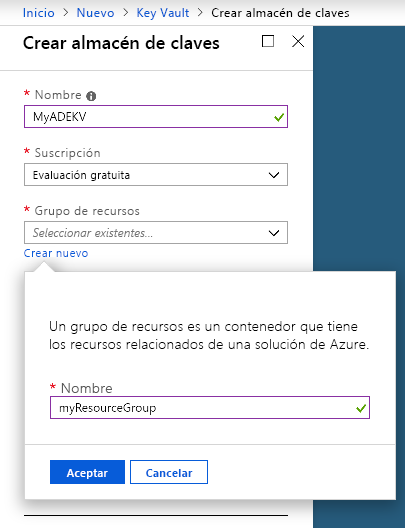 Inicio > Nuevo > Key Vault > Crear almacén de claves
Crear almacén de claves
* Nombre
MyADEKV
* Suscripción
Evaluación gratuita
* Grupo de recursos
Seleccionar existentes...
Crear nuevo
Un grupo de recursos es un contenedor que tiene
los recursos relacionados de una solución de Azure.
* Nombre
myResourceGroup
Aceptar Cancelar